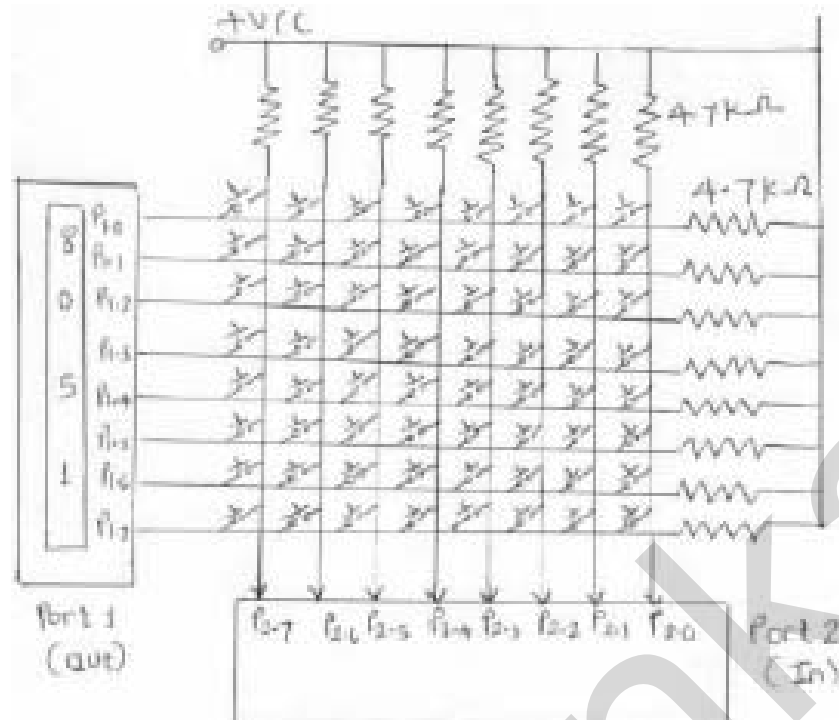 +VCC
4.7kΩ
4.7kΩ
P1.0
8
P1.1
0
P1.2
P1.3
5
P1.4
P1.5
1
P1.6
P1.7
Port 1
(out)
P2.7 P2.6 P2.5 P2.4 P2.3 P2.2 P2.1 P2.0
Port 2
(In)